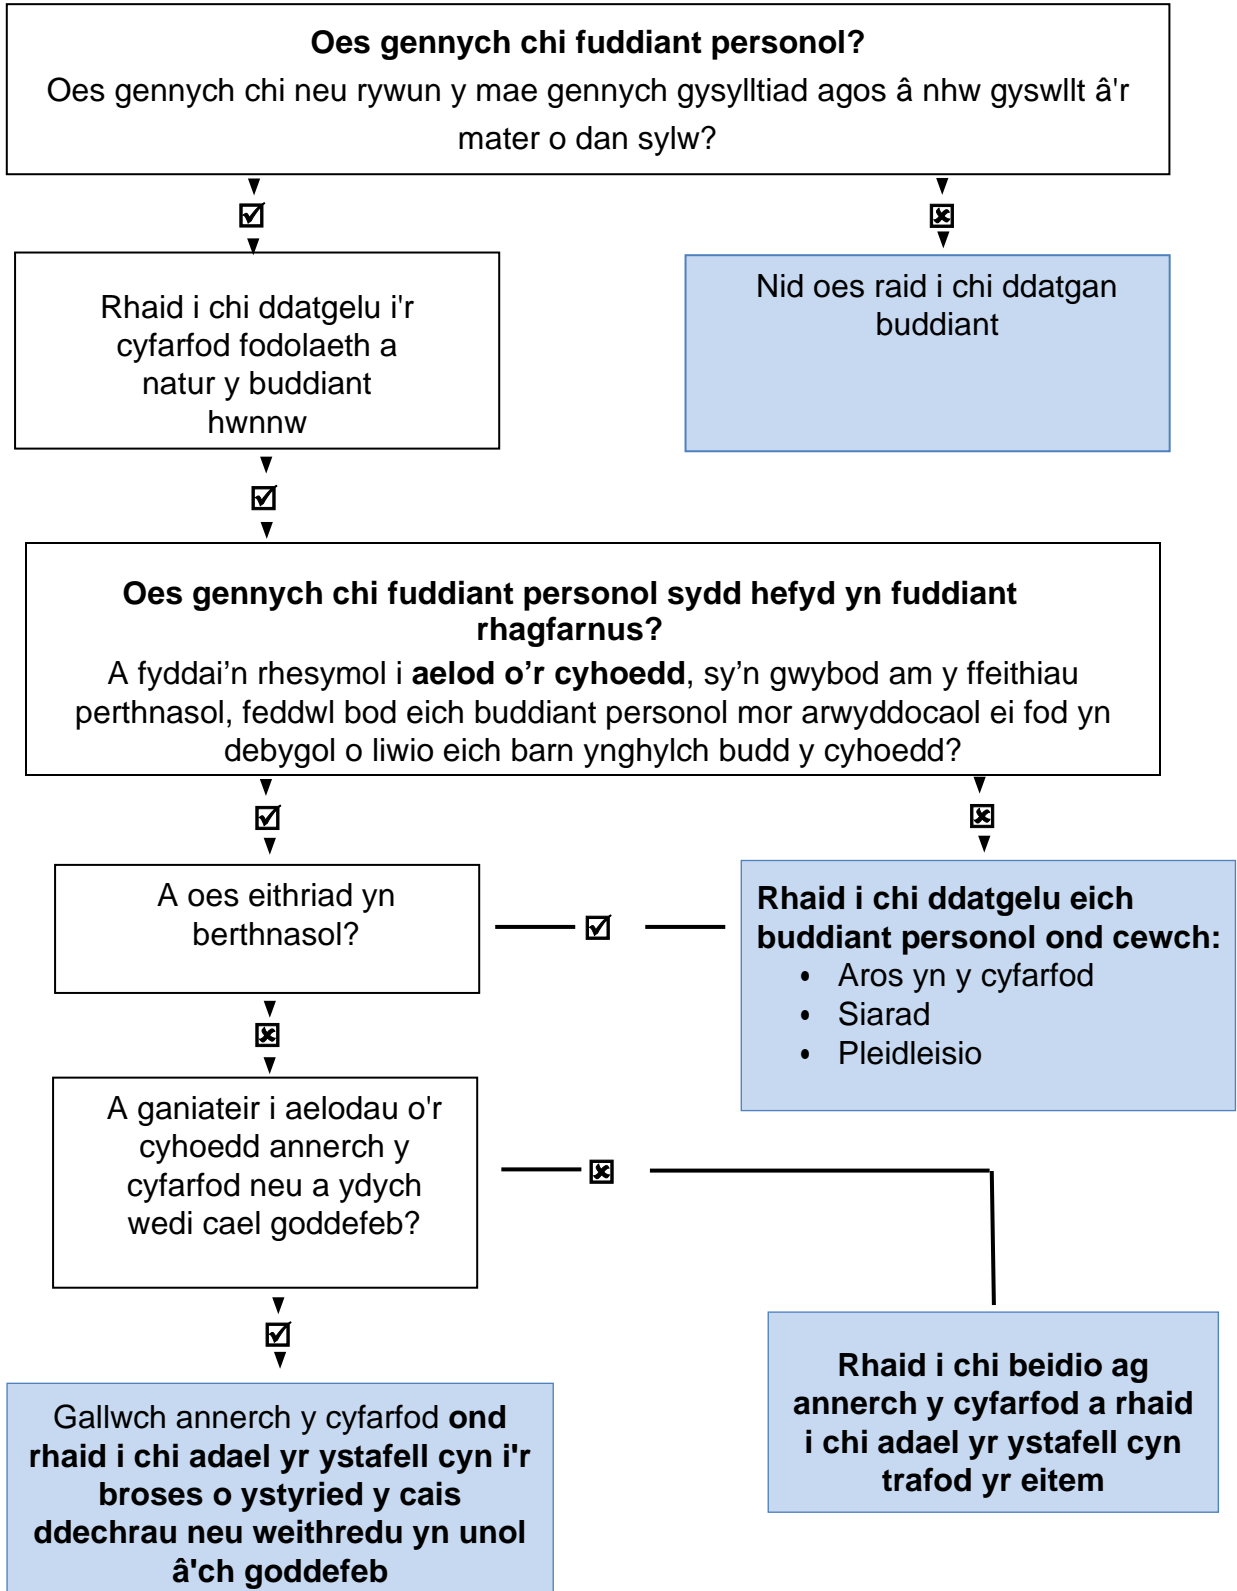 Oes gennych chi fuddiant personol?
Oes gennych chi neu rywun y mae gennych gysylltiad agos â nhw gyswllt â'r
mater o dan sylw?
Rhaid i chi ddatgelu i'r
cyfarfod fodolaeth a
natur y buddiant
hwnnw
Nid oes raid i chi ddatgan
buddiant
Oes gennych chi fuddiant personol sydd hefyd yn fuddiant
rhagfarnus?
A fyddai’n rhesymol i aelod o’r cyhoedd, sy’n gwybod am y ffeithiau
perthnasol, feddwl bod eich buddiant personol mor arwyddocaol ei fod yn
debygol o liwio eich barn ynghylch budd y cyhoedd?
A oes eithriad yn
berthnasol?
Rhaid i chi ddatgelu eich
buddiant personol ond cewch:
• Aros yn y cyfarfod
• Siarad
• Pleidleisio
A ganiateir i aelodau o'r
cyhoedd annerch y
cyfarfod neu a ydych
wedi cael goddefeb?
Rhaid i chi beidio ag
annerch y cyfarfod a rhaid
i chi adael yr ystafell cyn
trafod yr eitem
Gallwch annerch y cyfarfod ond
rhaid i chi adael yr ystafell cyn i'r
broses o ystyried y cais
ddechrau neu weithredu yn unol
â'ch goddefeb